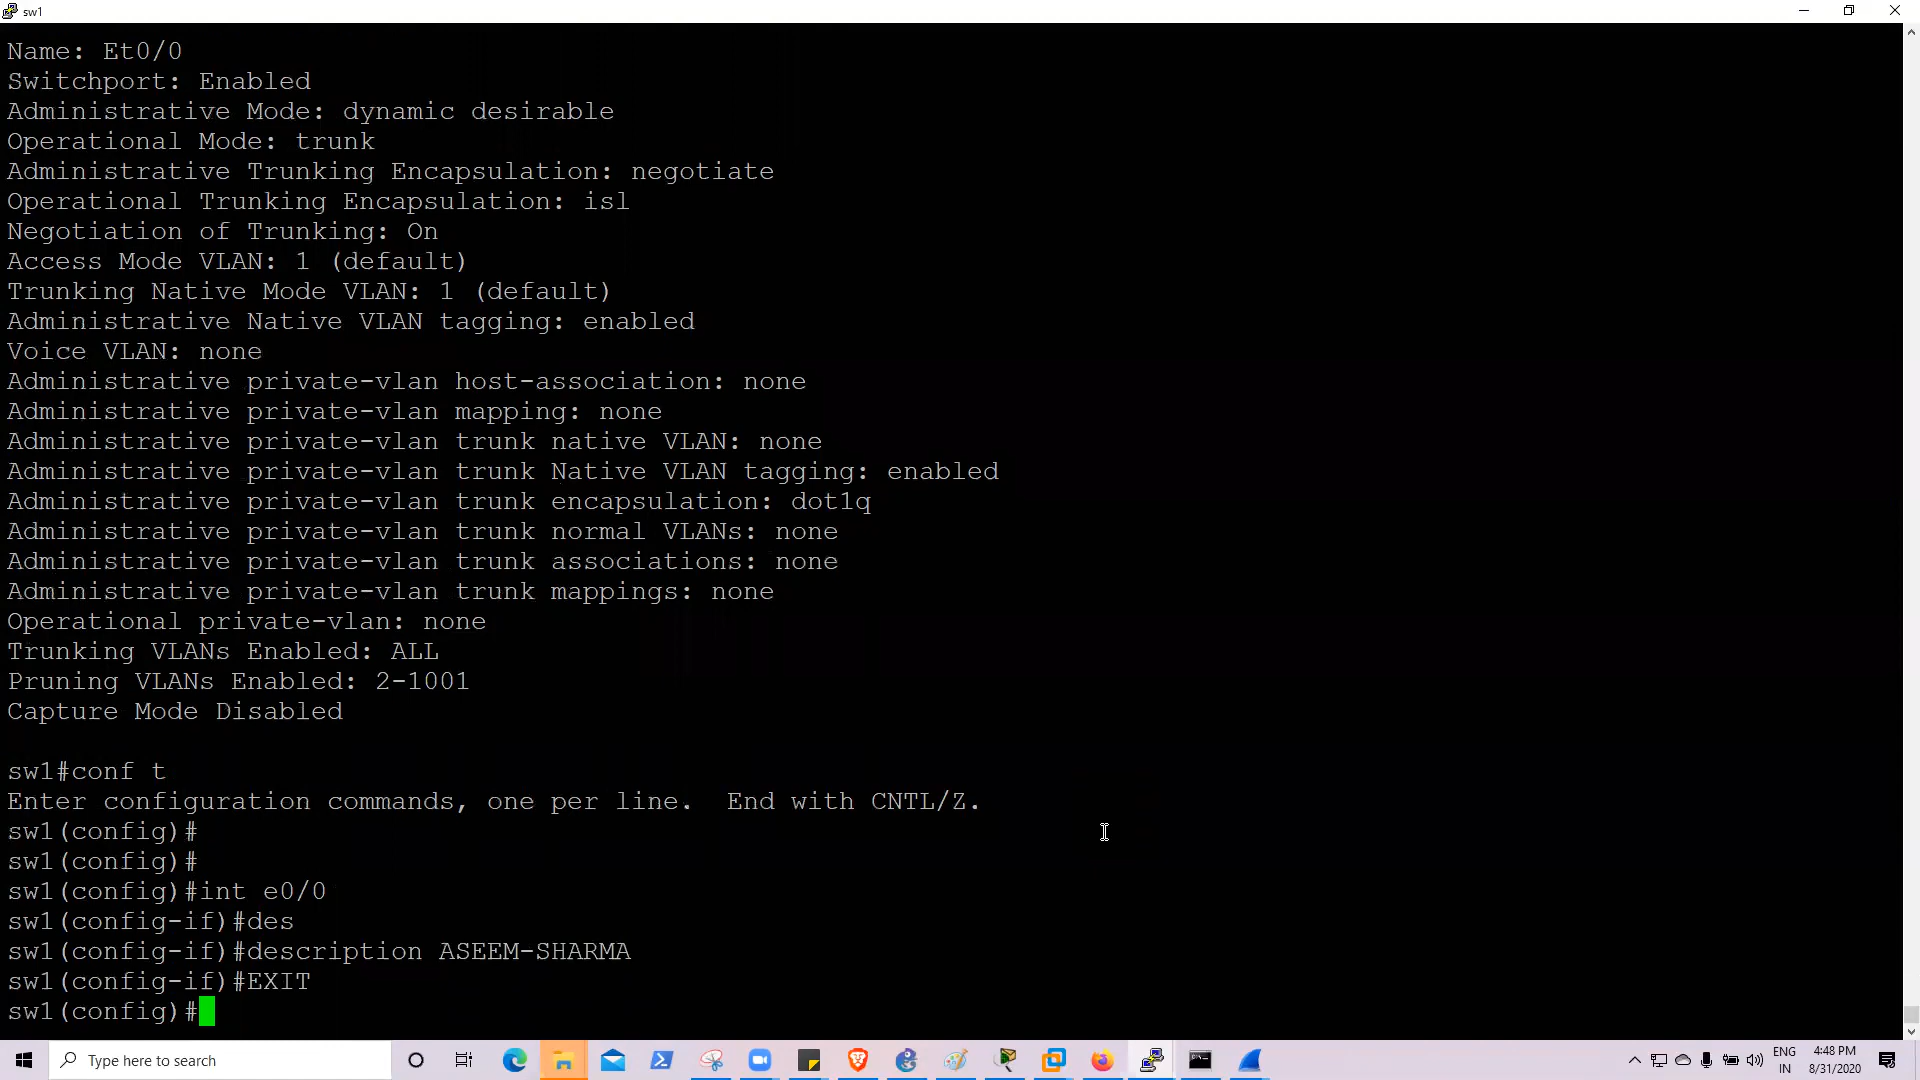 sw1
Name: Et0/0
Switchport: Enabled
Administrative Mode: dynamic desirable
Operational Mode: trunk
Administrative Trunking Encapsulation: negotiate
Operational Trunking Encapsulation: isl
Negotiation of Trunking: On
Access Mode VLAN: 1 (default)
Trunking Native Mode VLAN: 1 (default)
Administrative Native VLAN tagging: enabled
Voice VLAN: none
Administrative private-vlan host-association: none
Administrative private-vlan mapping: none
Administrative private-vlan trunk native VLAN: none
Administrative private-vlan trunk Native VLAN tagging: enabled
Administrative private-vlan trunk encapsulation: dot1q
Administrative private-vlan trunk normal VLANs: none
Administrative private-vlan trunk associations: none
Administrative private-vlan trunk mappings: none
Operational private-vlan: none
Trunking VLANs Enabled: ALL
Pruning VLANs Enabled: 2-1001
Capture Mode Disabled
sw1#conf t
Enter configuration commands, one per line.  End with CNTL/Z.
sw1(config)#
sw1(config)#
sw1(config)#int e0/0
sw1(config-if)#des
sw1(config-if)#description ASEEM-SHARMA
sw1(config-if)#EXIT
sw1(config)#
Type here to search
ENG
IN
4:48 PM
8/31/2020